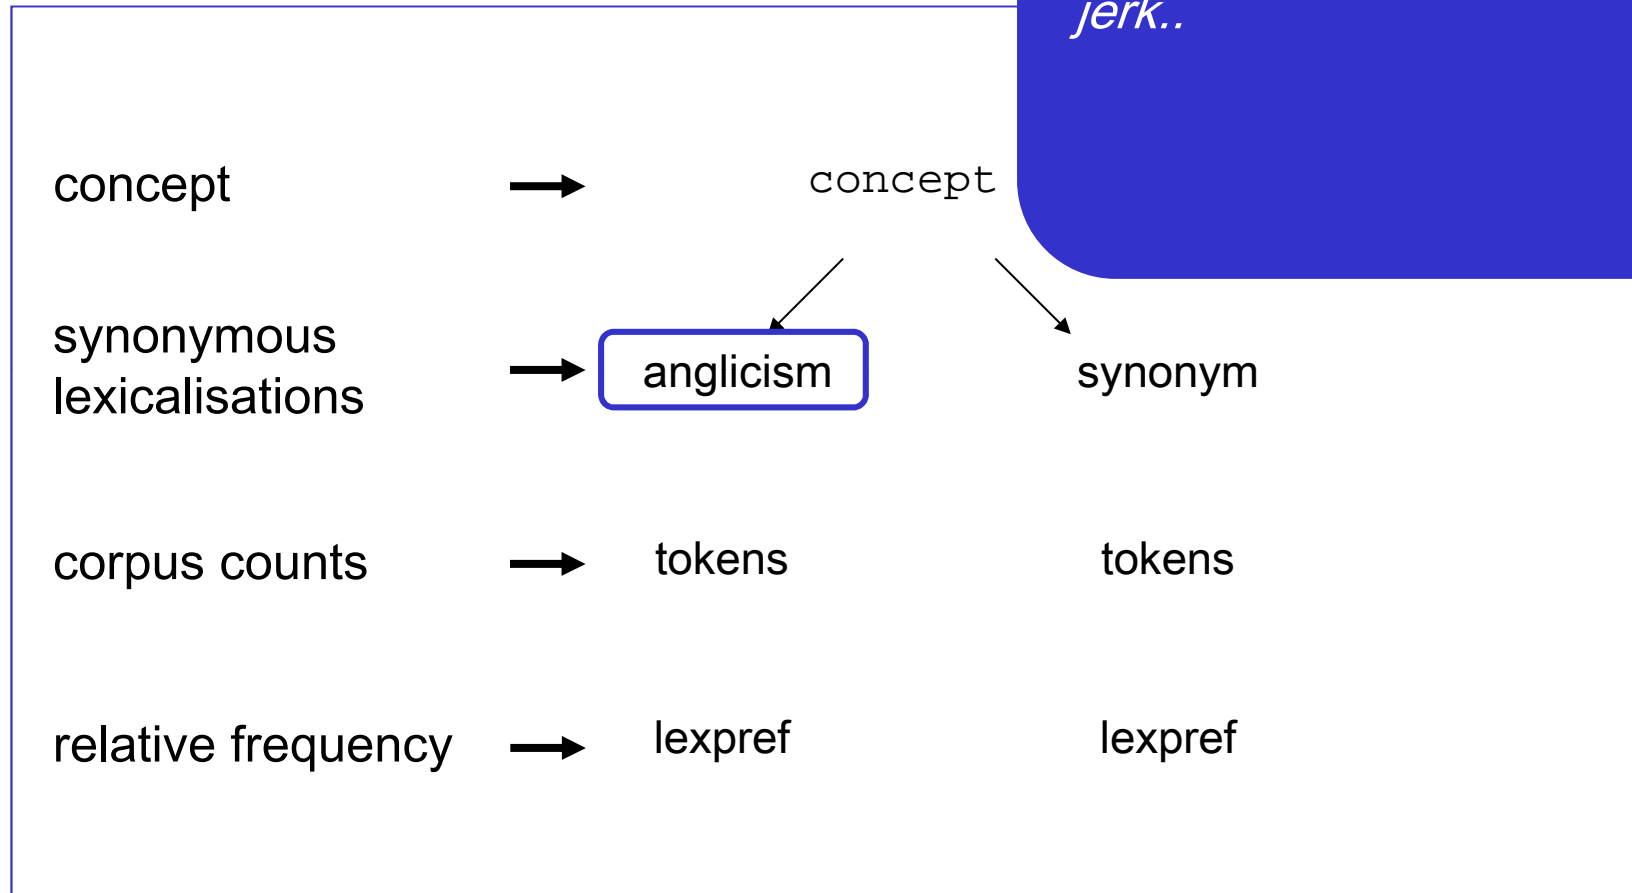 jerk..
concept concept
synonymous
lexicalisations
anglicism synonym
corpus counts tokens tokens
relative frequency lexpref lexpref